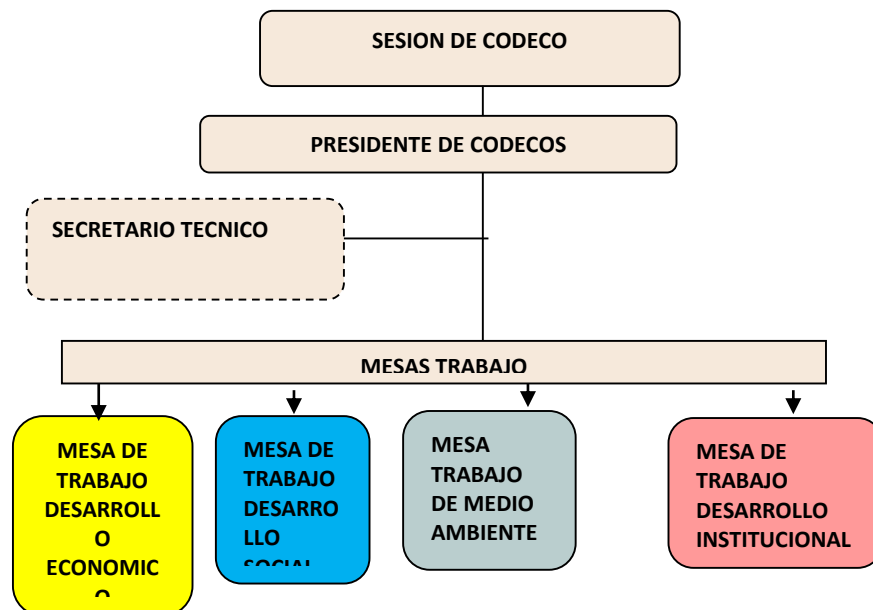 SESION DE CODECO
PRESIDENTE DE CODECOS
SECRETARIO TECNICO
MESAS TRABAJO
MESA DE
TRABAJO
DESARROLL
O
ECONOMIC
O
MESA DE
TRABAJO
DESARRO
LLO
SOCIAL
MESA
TRABAJO
DE MEDIO
AMBIENTE
MESA DE
TRABAJO
DESARROLLO
INSTITUCIONAL